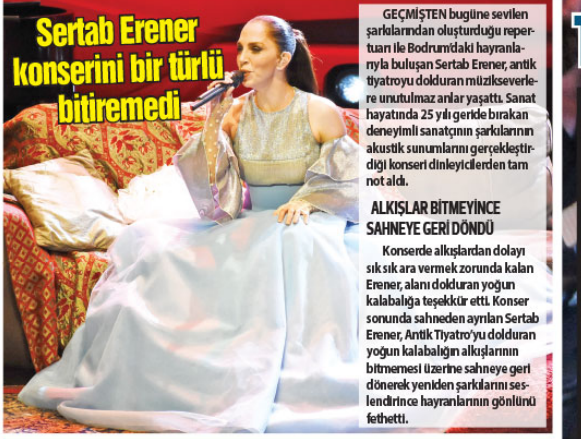 Sertab Erener
konserini bir türlü
bitiremedi
GEÇMİŞTEN bugüne sevilen
şarkılarından oluşturduğu reper-
tuarı ile Bodrum'daki hayranla-
rıyla buluşan Sertab Erener, antik
tiyatroyu dolduran müzikseverle-
re unutulmaz anlar yaşattı. Sanat
hayatında 25 yılı geride bırakan
deneyimli sanatçının şarkılarının
akustik sunumlarını gerçekleştir-
diği konseri dinleyicilerden tam
not aldı.
ALKIŞLAR BİTMEYİNCE
SAHNEYE GERİ DÖNDÜ
Konserde alkışlardan dolayı
sık sık ara vermek zorunda kalan
Erener, alanı dolduran yoğun
kalabalığa teşekkür etti. Konser
sonunda sahneden ayrılan Sertab
Erener, Antik Tiyatro'yu dolduran
yoğun kalabalığın alkışlarının
bitmemesi üzerine sahneye geri
dönerek yeniden şarkılarını ses-
lendirince hayranlarının gönlünü
fethetti.